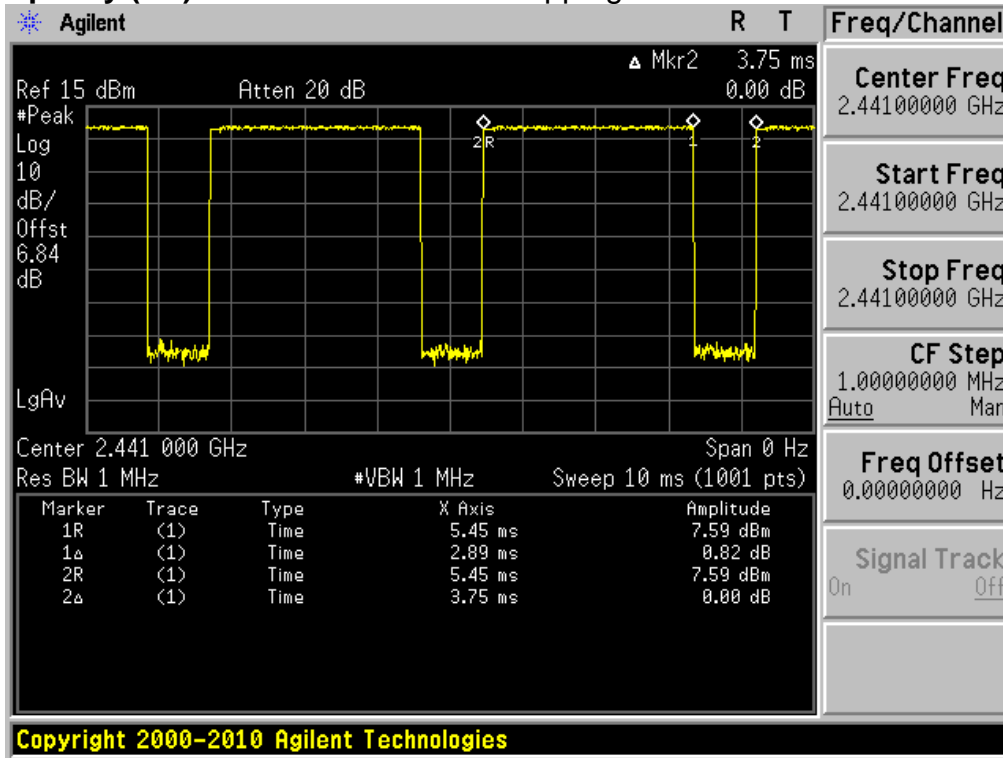 Agilent R T
Freq/Channel
▵ Mkr2 3.75 ms
Ref 15 dBm Atten 20 dB 0.00 dB
#Peak
Log
10
dB/
Offst
6.84
dB
LgAv
2R
1
2
Center 2.441 000 GHz Span 0 Hz
Res BW 1 MHz #VBW 1 MHz Sweep 10 ms (1001 pts)
Marker Trace Type X Axis Amplitude
1R (1) Time 5.45 ms 7.59 dBm
1▵ (1) Time 2.89 ms 0.82 dB
2R (1) Time 5.45 ms 7.59 dBm
2▵ (1) Time 3.75 ms 0.00 dB
Center Freq
2.44100000 GHz
Start Freq
2.44100000 GHz
Stop Freq
2.44100000 GHz
CF Step
1.00000000 MHz
Auto Man
Freq Offset
0.00000000 Hz
Signal Track
On Off
Copyright 2000-2010 Agilent Technologies